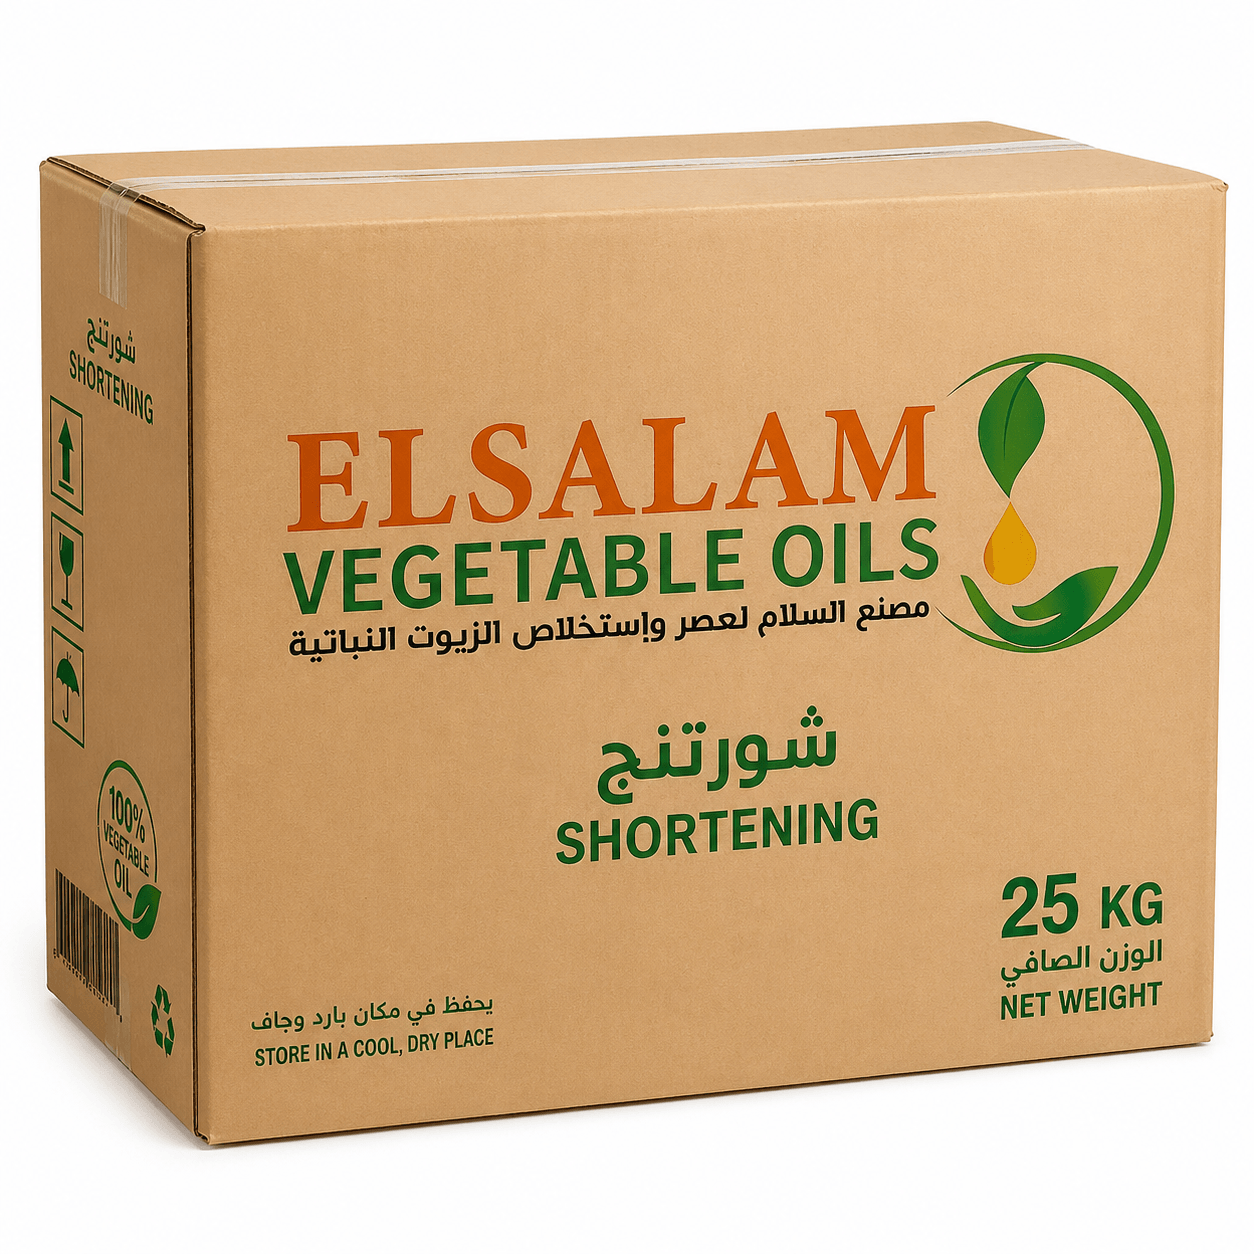 شورتنج
SHORTENING
100%
VEGETABLE
OIL
ELSALAM
VEGETABLE OILS
مصنع السلام لعصر وإستخلاص الزيوت النباتية
شورتنج
SHORTENING
25 KG
الوزن الصافي
NET WEIGHT
يحفظ في مكان بارد وجاف
STORE IN A COOL, DRY PLACE